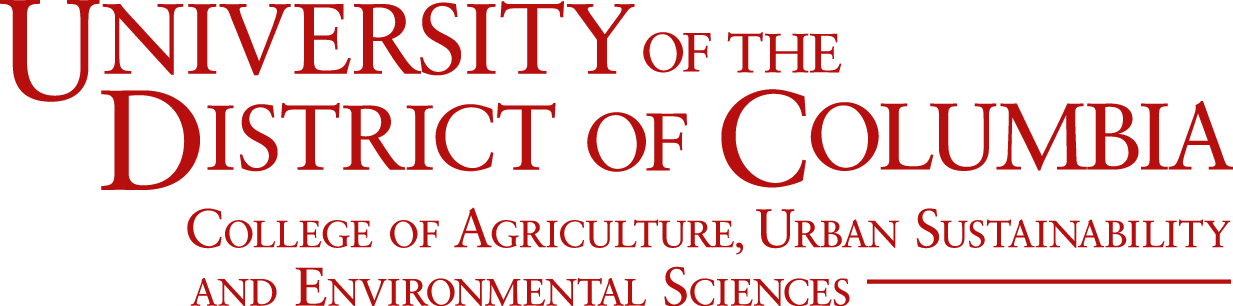 UNIVERSITY OF THE
DISTRICT OF COLUMBIA
COLLEGE OF AGRICULTURE, URBAN SUSTAINABILITY
AND ENVIRONMENTAL SCIENCES